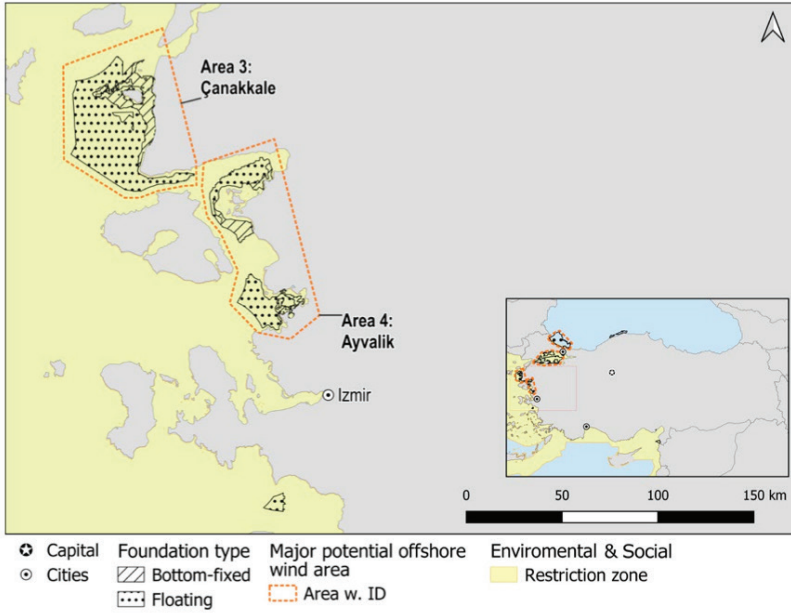 Area 3:
Çanakkale
Area 4:
Ayvalik
Izmir
0 50 100 150 km
Capital
Cities
Foundation type
Bottom-fixed
Floating
Major potential offshore
wind area
Area w. ID
Enviromental & Social
Restriction zone